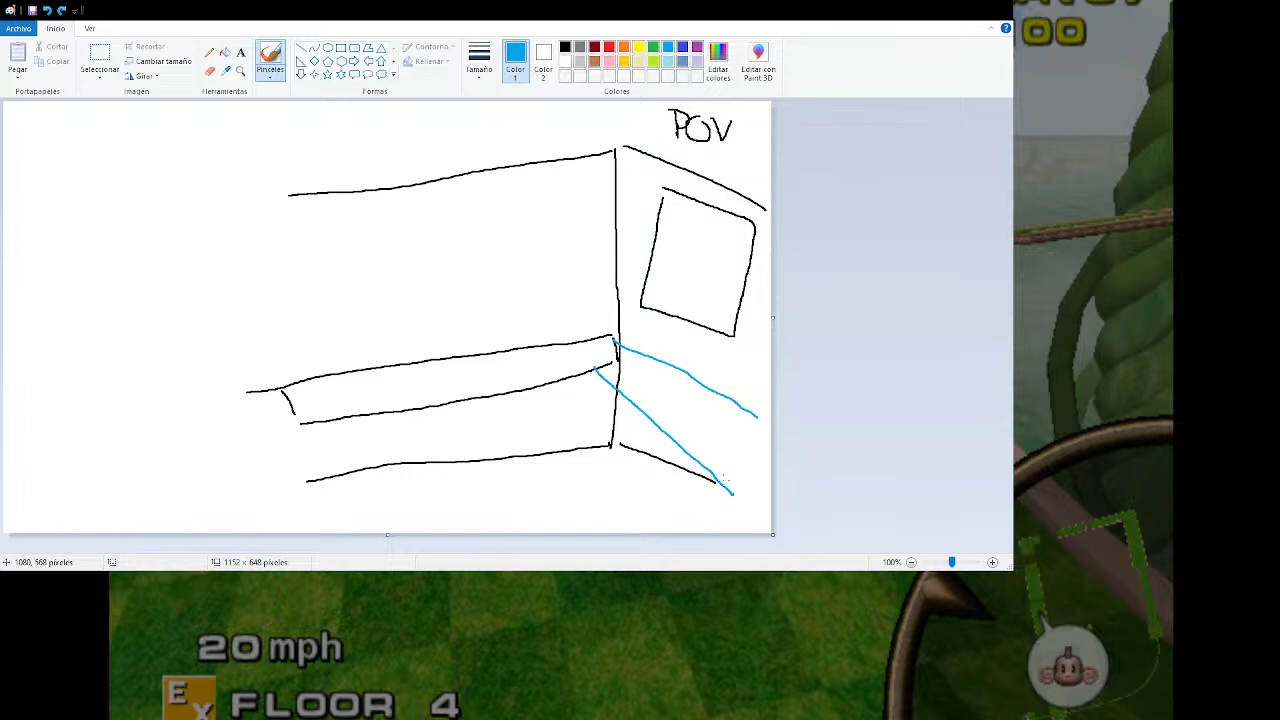 100
Archivo Inicio Ver
Pegar
Cortar
Copiar
Portapapeles
Seleccionar
Recortar
Cambiar tamaño
Girar
Imagen
A
Herramientas
Pinceles
Contorno
Rellenar
Formas
Tamaño
Color 1
Color 2
Editar colores
Editar con Paint 3D
Colores
POV
1080, 568 píxeles
1152 × 648 píxeles
100%
20 mph
EX FLOOR 4